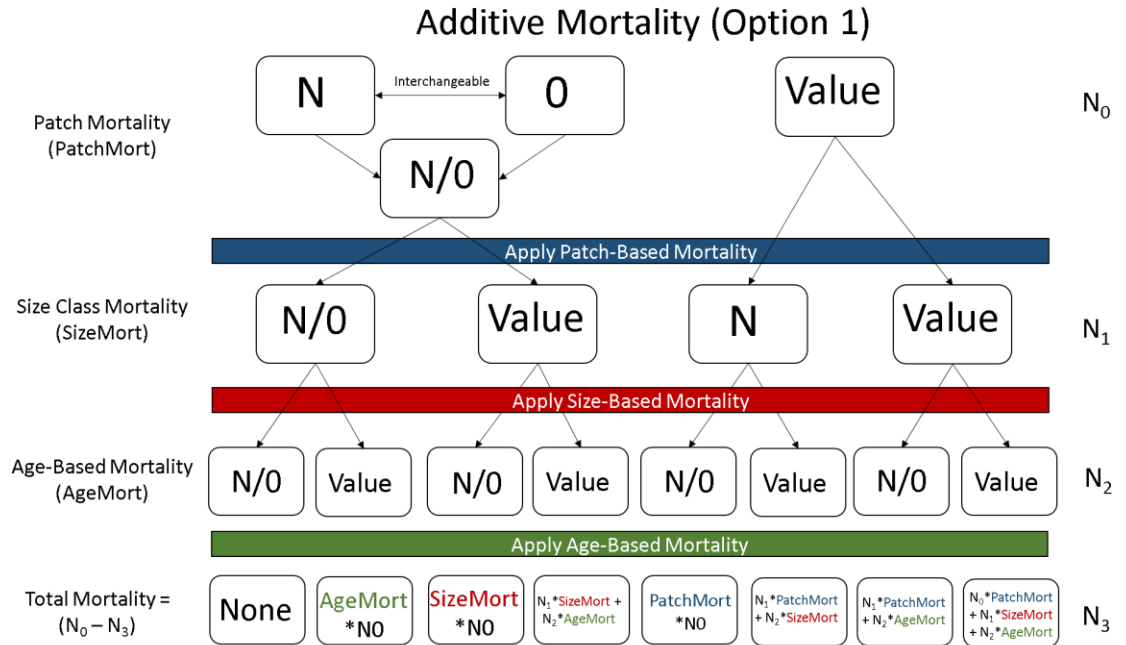 Additive Mortality (Option 1)
N
Interchangeable
0
Value
N₀
Patch Mortality
(PatchMort)
N/0
Apply Patch-Based Mortality
Size Class Mortality
(SizeMort)
N/0
Value
N
Value
N₁
Apply Size-Based Mortality
Age-Based Mortality
(AgeMort)
N/0
Value
N/0
Value
N/0
Value
N/0
Value
N₂
Apply Age-Based Mortality
Total Mortality =
(N₀ – N₃)
None
AgeMort
*N0
SizeMort
*N0
N₁*SizeMort +
N₂*AgeMort
PatchMort
*N0
N₁*PatchMort
+ N₂*SizeMort
N₁*PatchMort
+ N₂*AgeMort
N₀*PatchMort
+ N₁*SizeMort
+ N₂*AgeMort
N₃